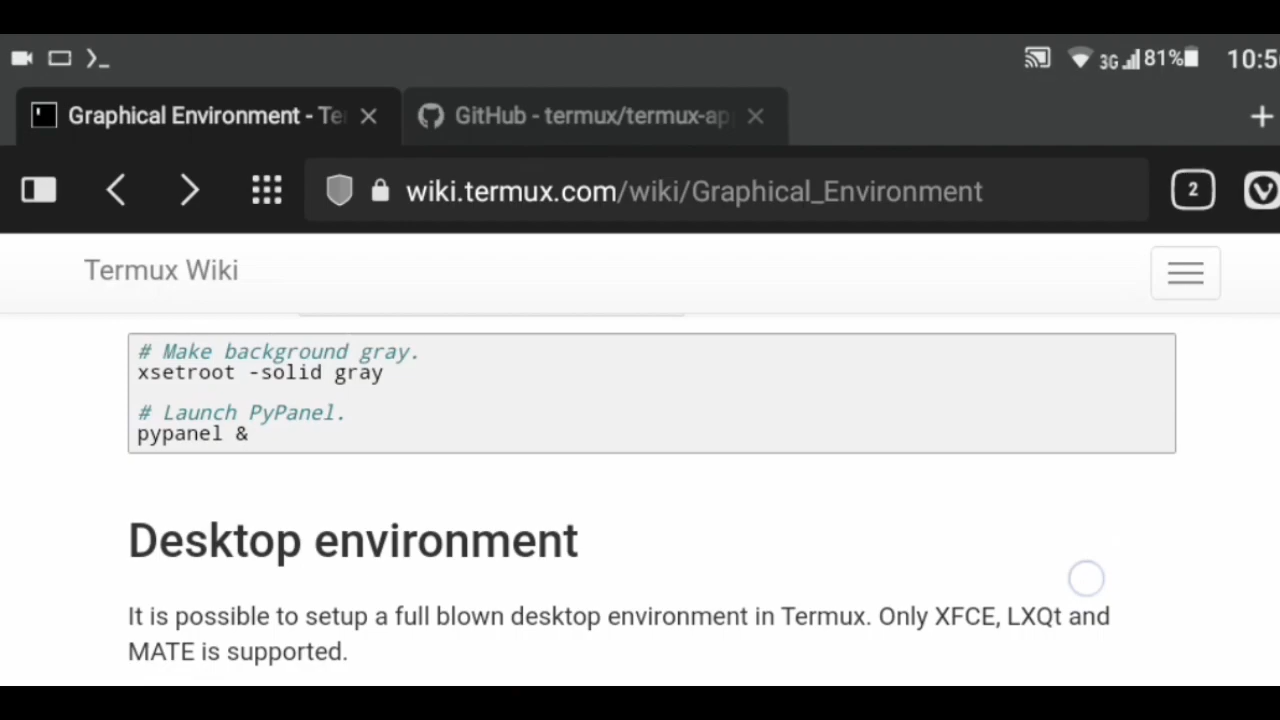 3G 81% 10:5
Graphical Environment - Te
GitHub - termux/termux-ap
wiki.termux.com/wiki/Graphical_Environment
2
Termux Wiki
# Make background gray.
xsetroot -solid gray
# Launch PyPanel.
pypanel &
Desktop environment
It is possible to setup a full blown desktop environment in Termux. Only XFCE, LXQt and
MATE is supported.